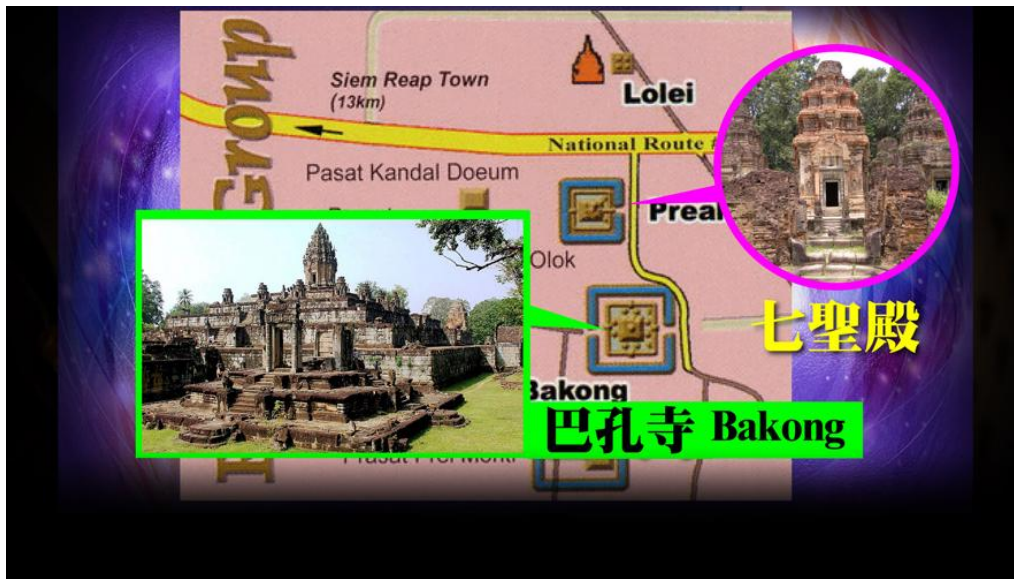 Group
Siem Reap Town
(13km)
Lolei
National Route
Pasat Kandal Doeum
Olok
七聖殿
Bakong
巴孔寺 Bakong